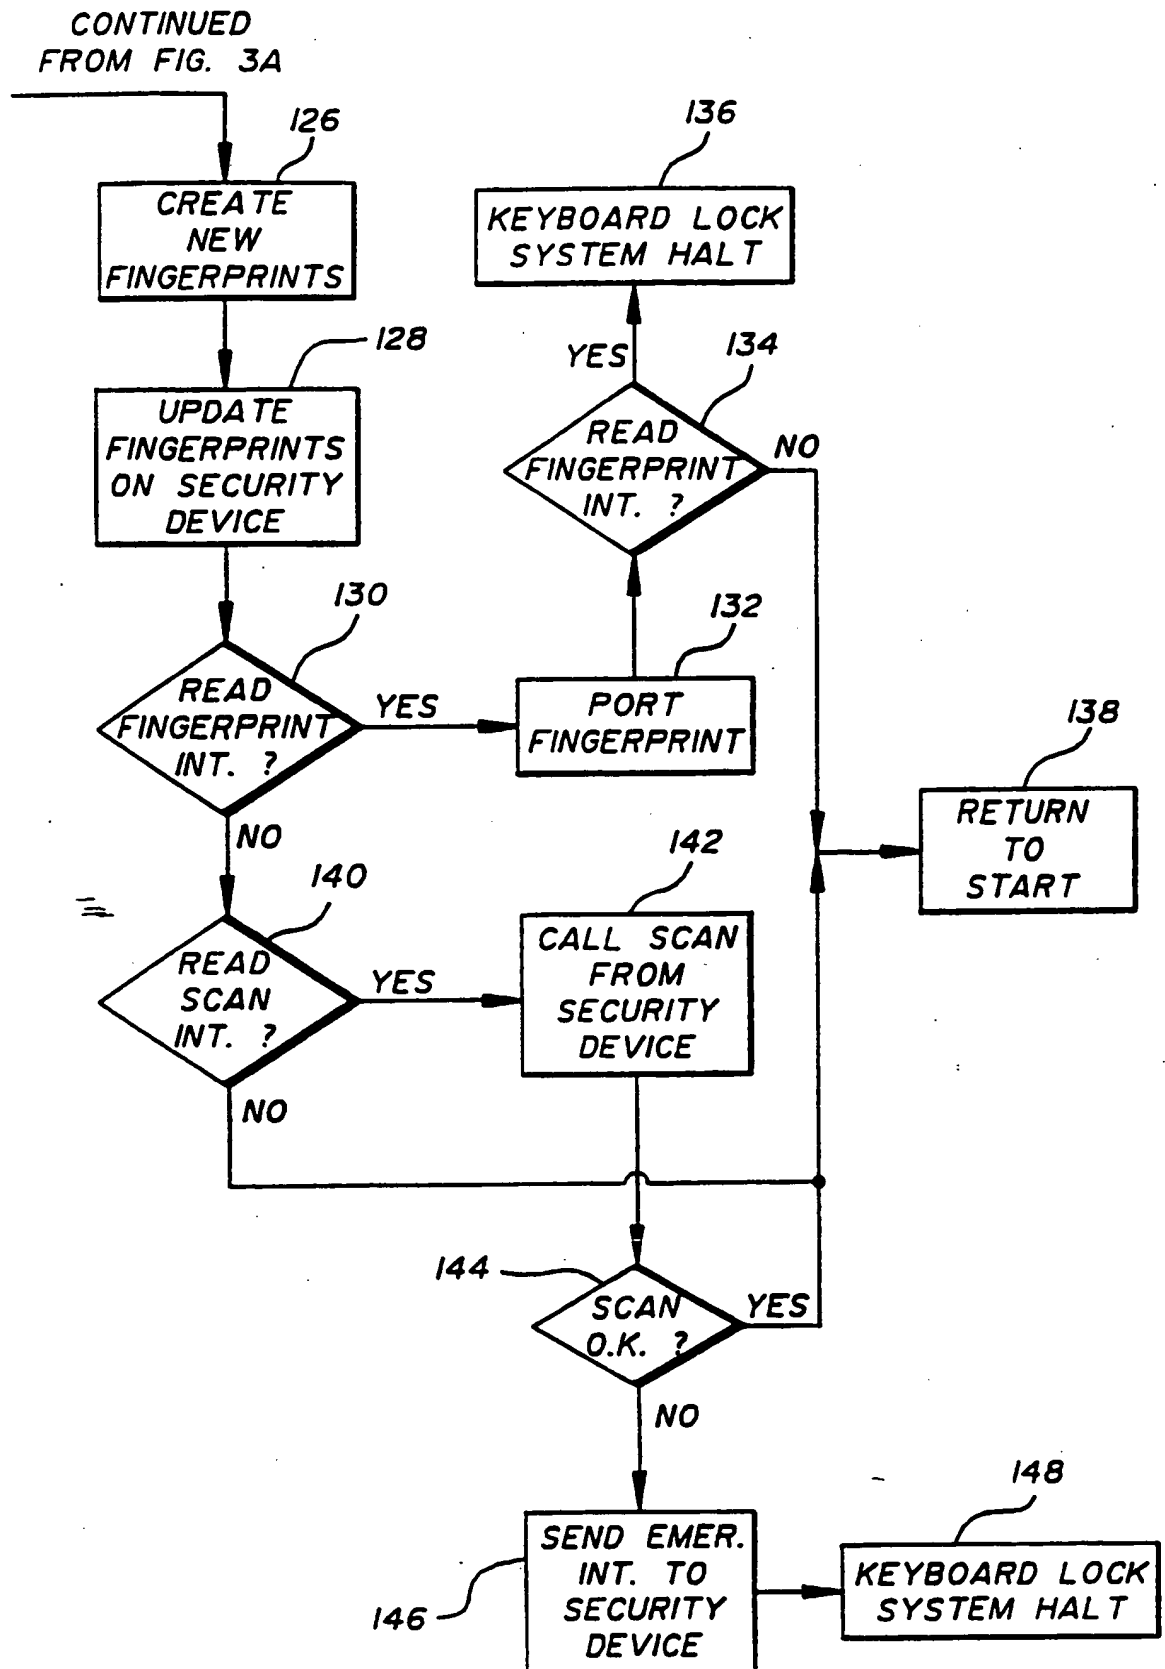 CONTINUED
FROM FIG. 3A
126
CREATE
NEW
FINGERPRINTS
128
UPDATE
FINGERPRINTS
ON SECURITY
DEVICE
130
READ
FINGERPRINT
INT. ?
YES
NO
132
PORT
FINGERPRINT
134
READ
FINGERPRINT
INT. ?
YES
NO
136
KEYBOARD LOCK
SYSTEM HALT
138
RETURN
TO
START
140
READ
SCAN
INT. ?
YES
NO
142
CALL SCAN
FROM
SECURITY
DEVICE
144
SCAN
O.K. ?
YES
NO
146
SEND EMER.
INT. TO
SECURITY
DEVICE
148
KEYBOARD LOCK
SYSTEM HALT